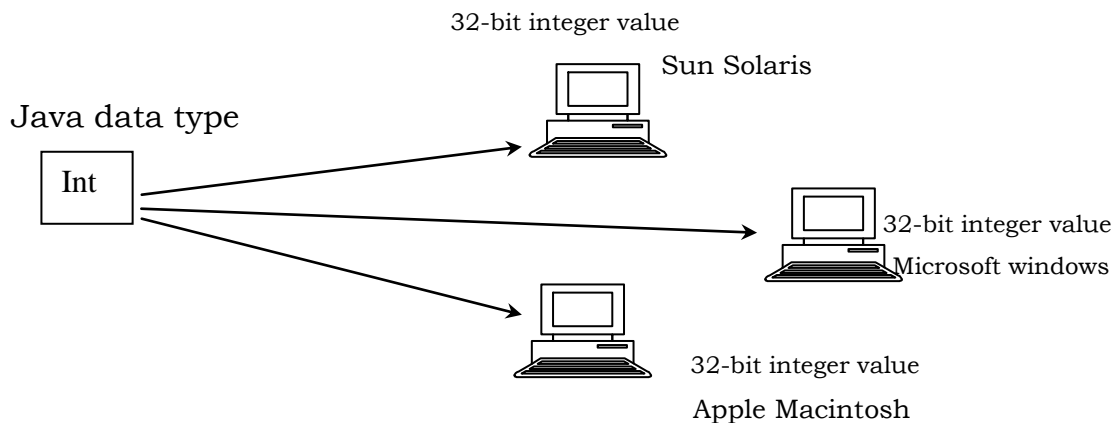 32-bit integer value
Sun Solaris
Java data type
Int
32-bit integer value
Microsoft windows
32-bit integer value
Apple Macintosh